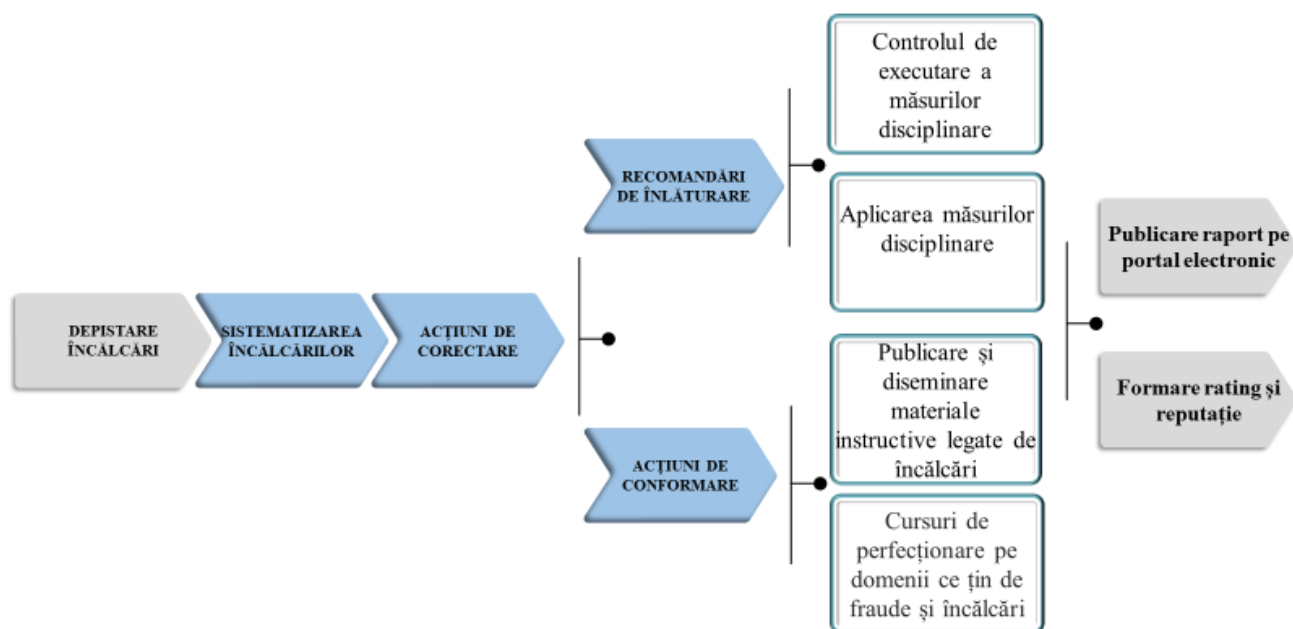 DEPISTARE
ÎNCĂLCĂRI
SISTEMATIZAREA
ÎNCĂLCĂRILOR
ACȚIUNI DE
CORECTARE
RECOMANDĂRI
DE ÎNLĂTURARE
ACȚIUNI DE
CONFORMARE
Controlul de
executare a
măsurilor
disciplinare
Aplicarea măsurilor
disciplinare
Publicare și
diseminare
materiale
instructive legate de
încălcări
Cursuri de
perfecționare pe
domenii ce țin de
fraude și încălcări
Publicare raport pe
portal electronic
Formare rating și
reputație